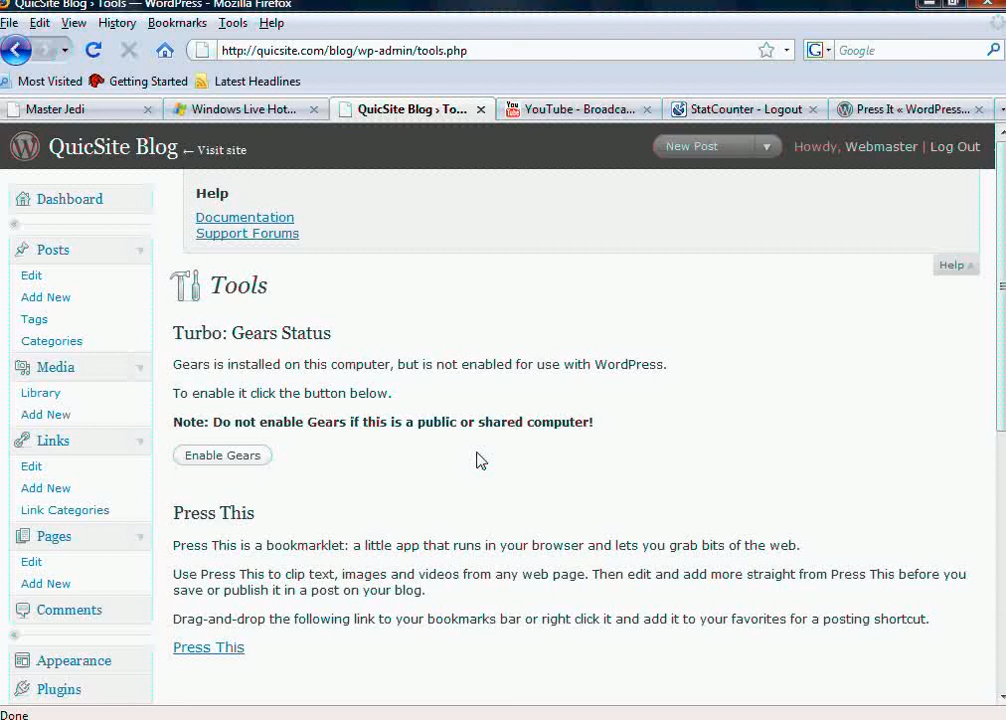 QuicSite Blog › Tools — WordPress - Mozilla Firefox
File Edit View History Bookmarks Tools Help
http://quicsite.com/blog/wp-admin/tools.php
G Google
Most Visited Getting Started Latest Headlines
Master Jedi
Windows Live Hot...
QuicSite Blog › To...
You Tube YouTube - Broadca...
StatCounter - Logout
Press It « WordPress...
QuicSite Blog ← Visit site
New Post
Howdy, Webmaster | Log Out
Dashboard
Posts
Edit
Add New
Tags
Categories
Media
Library
Add New
Links
Edit
Add New
Link Categories
Pages
Edit
Add New
Comments
Appearance
Plugins
Help
Documentation
Support Forums
Help
Tools
Turbo: Gears Status
Gears is installed on this computer, but is not enabled for use with WordPress.
To enable it click the button below.
Note: Do not enable Gears if this is a public or shared computer!
Enable Gears
Press This
Press This is a bookmarklet: a little app that runs in your browser and lets you grab bits of the web.
Use Press This to clip text, images and videos from any web page. Then edit and add more straight from Press This before you
save or publish it in a post on your blog.
Drag-and-drop the following link to your bookmarks bar or right click it and add it to your favorites for a posting shortcut.
Press This
Done